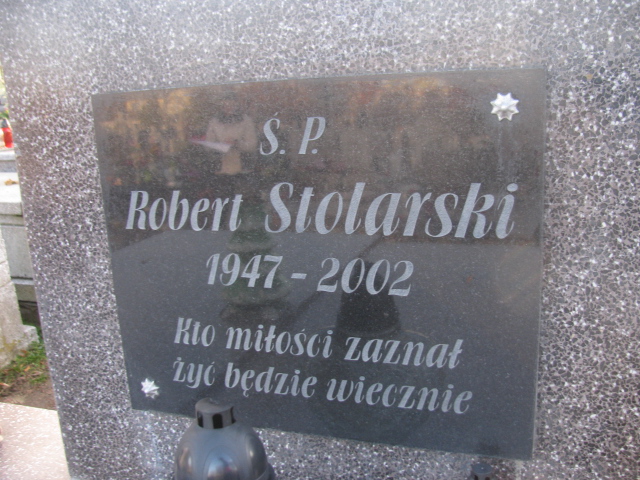 Ś. P.
Robert Stolarski
1947 - 2002
Kto miłości zaznał
żyć będzie wiecznie